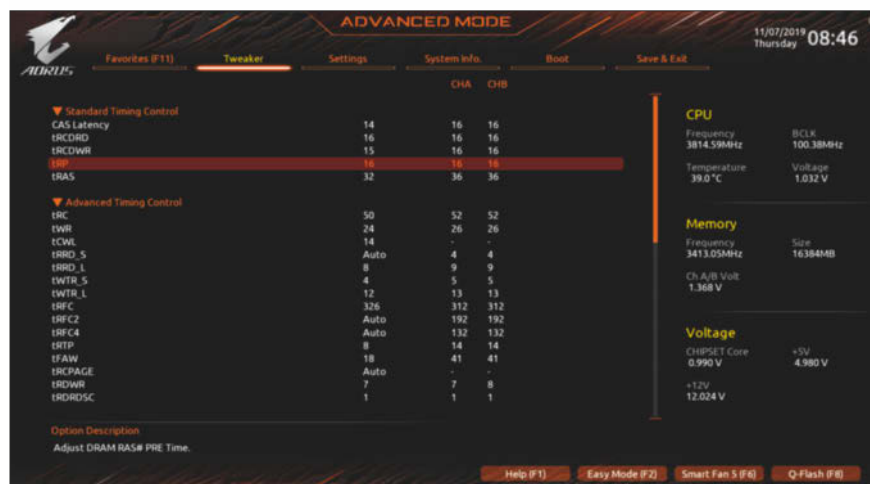 ADVANCED MODE
11/07/2019 Thursday 08:46
AORUS
Favorites (F11) Tweaker Settings System Info. Boot Save & Exit
CHA CHB
▼ Standard Timing Control
CAS Latency 14 16 16
tRCDRD 16 16 16
tRCDWR 15 16 16
tRP 16 16 16
tRAS 32 36 36
▼ Advanced Timing Control
tRC 50 52 52
tWR 24 26 26
tCWL 14 - -
tRRD_S Auto 4 4
tRRD_L 8 9 9
tWTR_S 4 5 5
tWTR_L 12 13 13
tRFC 326 312 312
tRFC2 Auto 192 192
tRFC4 Auto 132 132
tRTP 8 14 14
tFAW 18 41 41
tRCPAGE Auto - -
tRDWR 7 7 8
tRDRDSC 1 1 1
Option Description
Adjust DRAM RAS# PRE Time.
CPU
Frequency BCLK
3814.59MHz 100.38MHz
Temperature Voltage
39.0 °C 1.032 V
Memory
Frequency Size
3413.05MHz 16384MB
Ch A/B Volt
1.368 V
Voltage
CHIPSET Core +5V
0.990 V 4.980 V
+12V
12.024 V
Help (F1) Easy Mode (F2) Smart Fan 5 (F6) Q-Flash (F8)